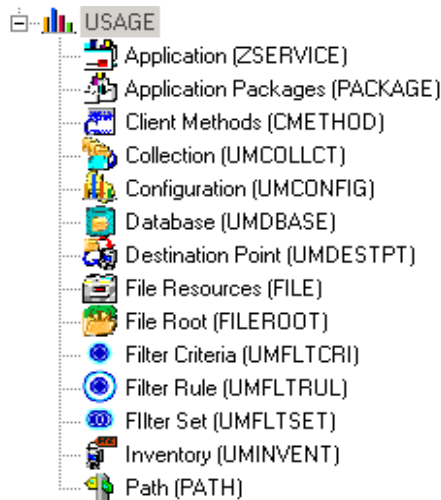 USAGE
Application (ZSERVICE)
Application Packages (PACKAGE)
Client Methods (CMETHOD)
Collection (UMCOLLCT)
Configuration (UMCONFIG)
Database (UMDBASE)
Destination Point (UMDESTPT)
File Resources (FILE)
File Root (FILEROOT)
Filter Criteria (UMFLTCRI)
Filter Rule (UMFLTRUL)
FIlter Set (UMFLTSET)
Inventory (UMINVENT)
Path (PATH)